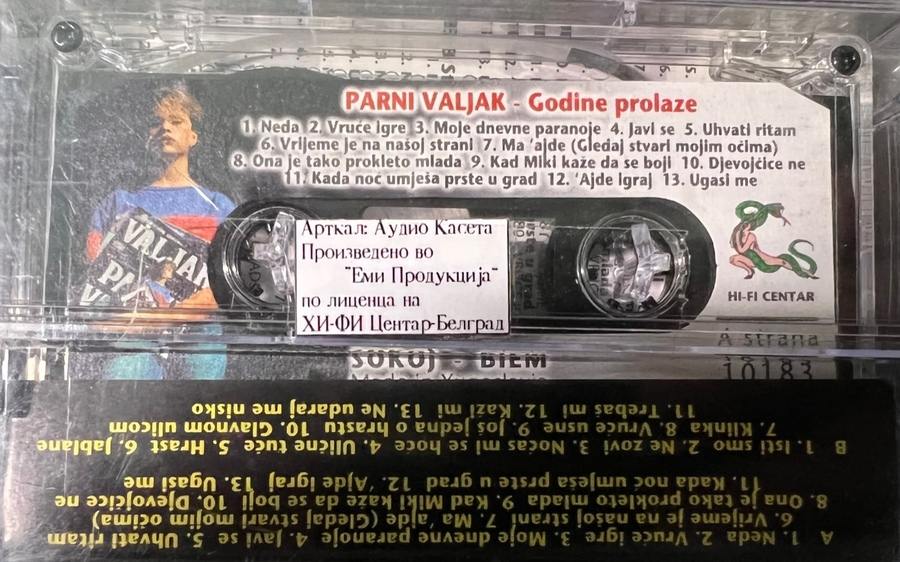 PARNI VALJAK - Godine prolaze
1. Neda 2. Vruće igre 3. Moje dnevne paranoje 4. Javi se 5. Uhvati ritam
6. Vrijeme je na našoj strani 7. Ma 'ajde (Gledaj stvari mojim očima)
8. Ona je tako prokleto mlada 9. Kad Miki kaže da se boji 10. Djevojčice ne
11. Kada noć umješa prste u grad 12. 'Ajde igraj 13. Ugasi me
VALJAK
HI-FI CENTAR
Арткал: Аудио Касета
Произведено во
"Еми Продукција"
по лиценца на
ХИ-ФИ Центар-Белград
A strana
SOKOJ - BIEM
10183
A 1. Neda 2. Vruće igre 3. Moje dnevne paranoje 4. Javi se 5. Uhvati ritam
6. Vrijeme je na našoj strani 7. Ma 'ajde (Gledaj stvari mojim očima)
8. Ona je tako prokleto mlada 9. Kad Miki kaže da se boji 10. Djevojčice ne
11. Kada noć umješa prste u grad 12. 'Ajde igraj 13. Ugasi me
B 1. Isti smo 2. Ne zovi 3. Noćas mi se hoće 4. Ulične tuče 5. Hrast 6. Jablane
7. Klinka 8. Vruće usne 9. Još jedna o hrastu 10. Glavnom ulicom
11. Trebaš mi 12. Kaži mi 13. Ne udaraj me nisko